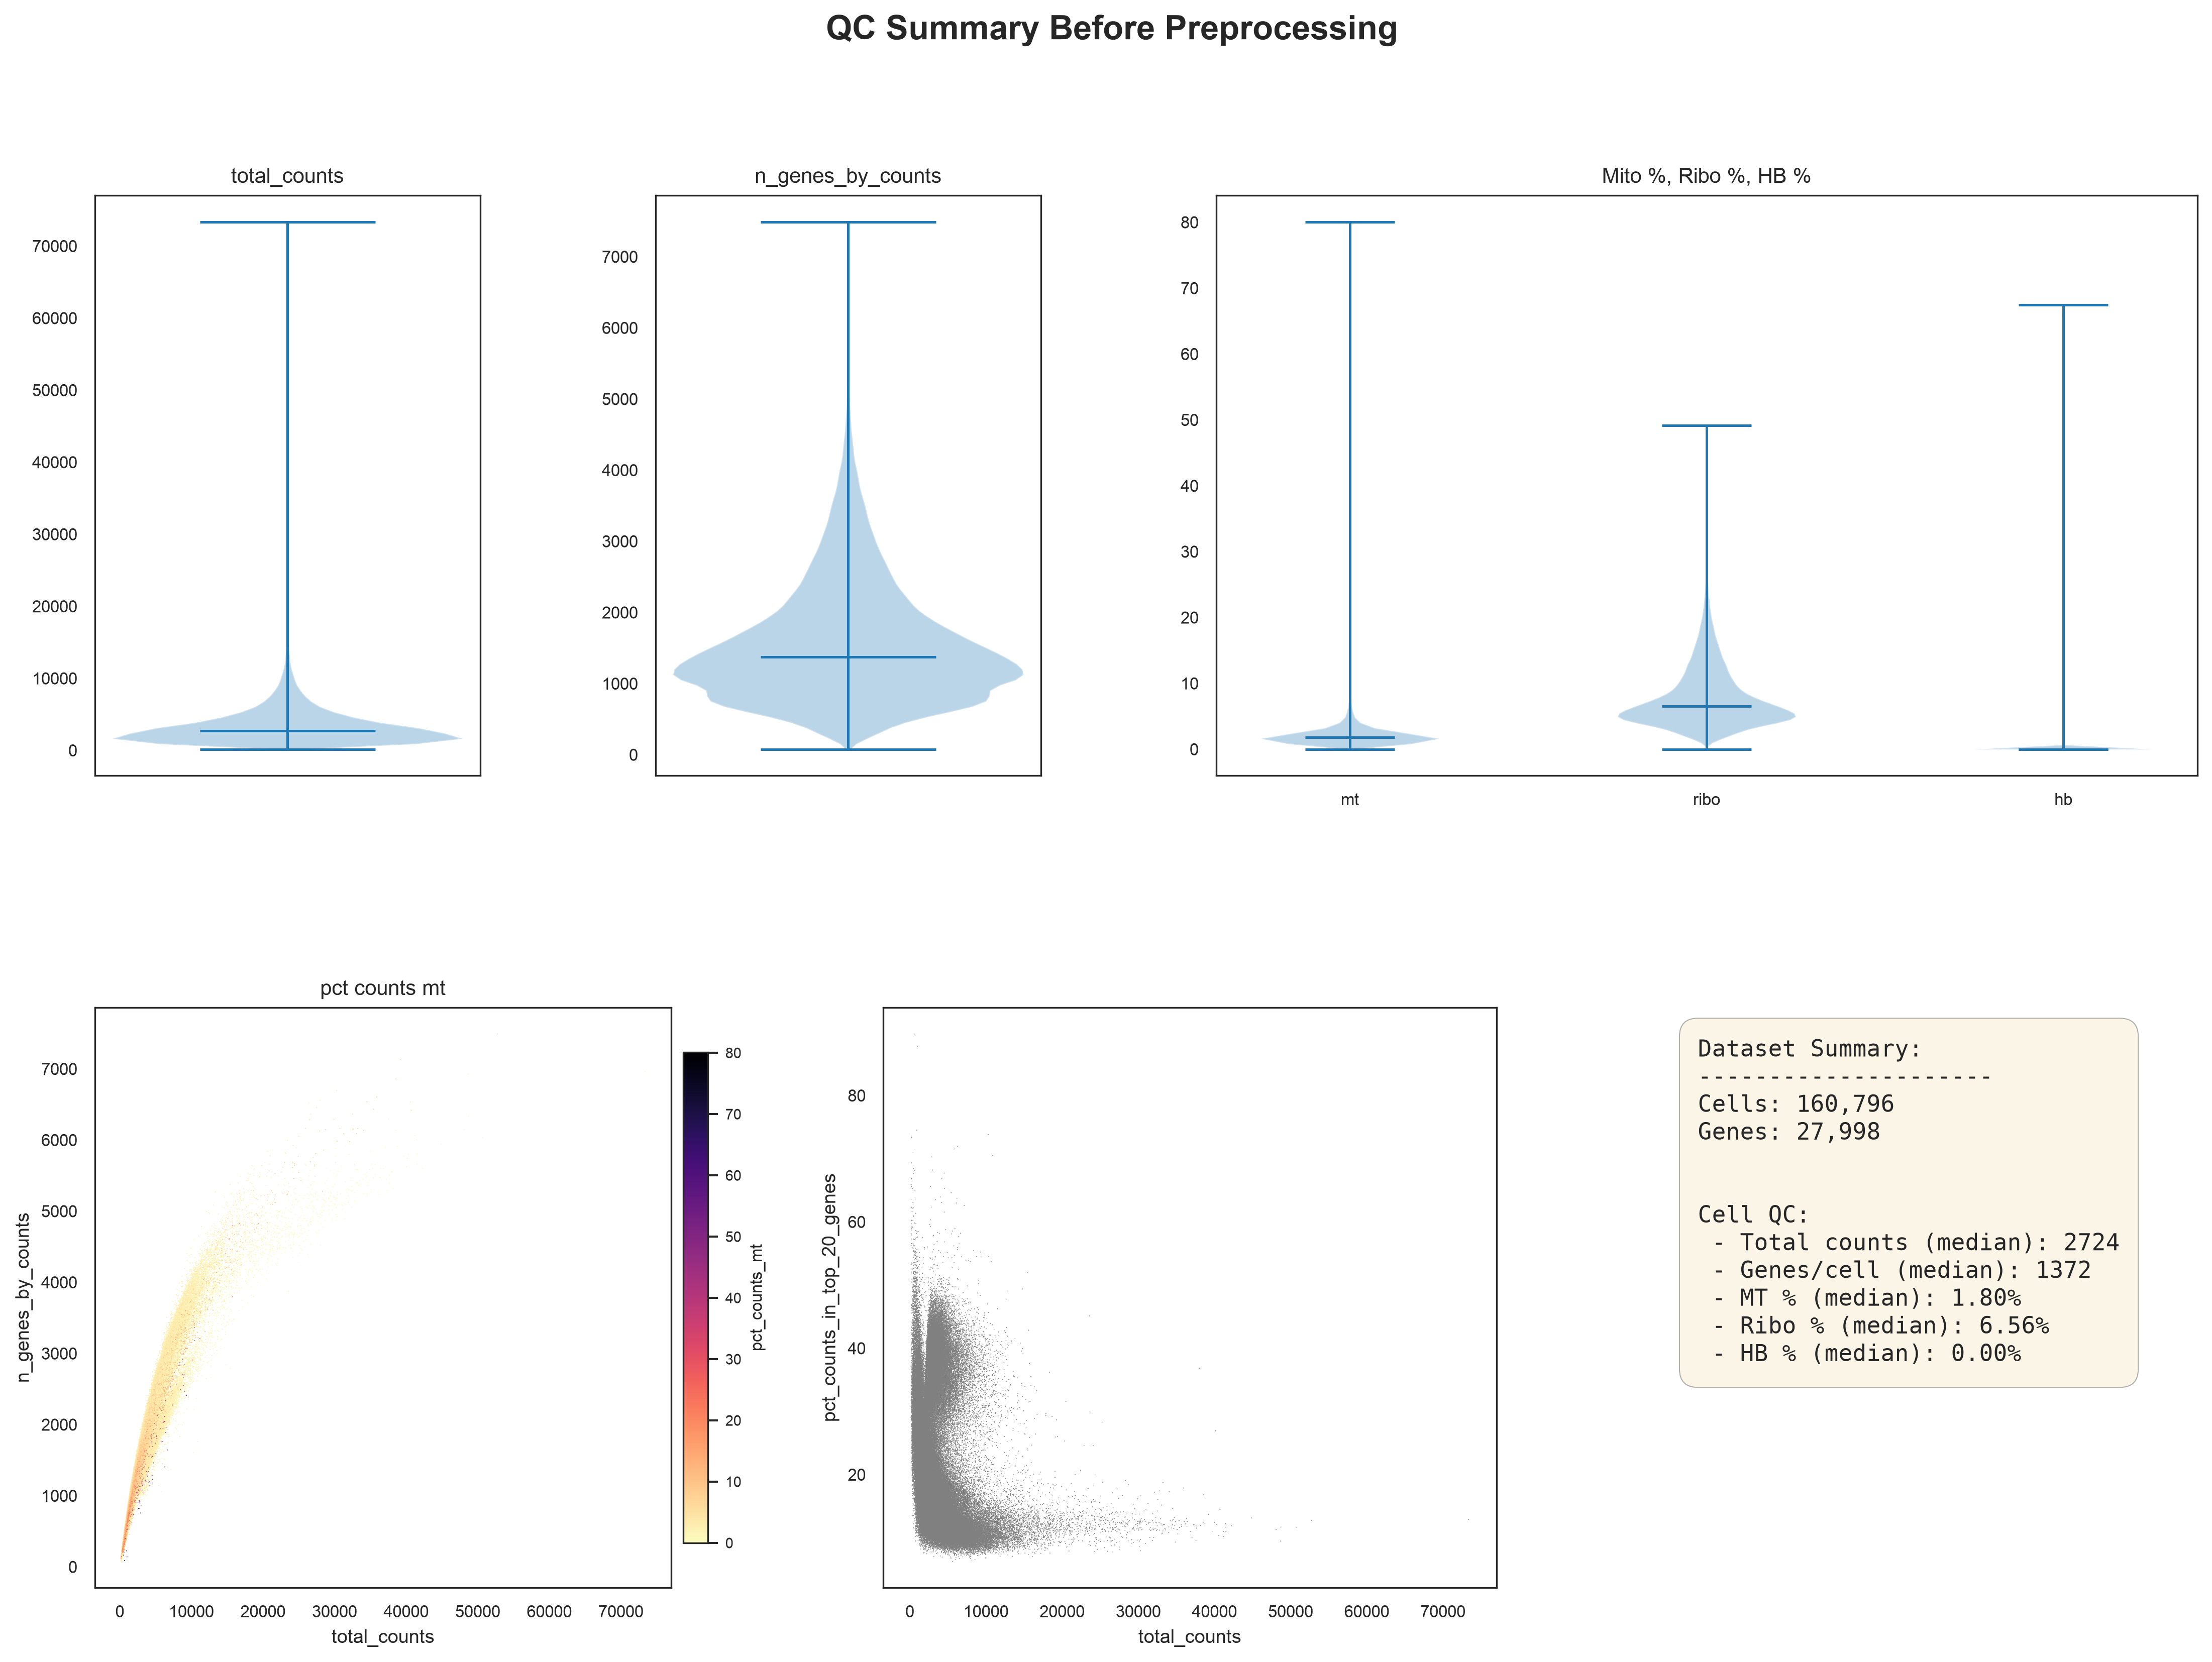 QC Summary Before Preprocessing
total_counts
70000
60000
50000
40000
30000
20000
10000
0
n_genes_by_counts
7000
6000
5000
4000
3000
2000
1000
0
Mito %, Ribo %, HB %
80
70
60
50
40
30
20
10
0
mt ribo hb
pct counts mt
n_genes_by_counts
7000
6000
5000
4000
3000
2000
1000
0
0 10000 20000 30000 40000 50000 60000 70000
total_counts
80
70
60
50
40
30
20
10
0
pct_counts_mt
pct_counts_in_top_20_genes
80
60
40
20
0 10000 20000 30000 40000 50000 60000 70000
total_counts
Dataset Summary:
---------------------
Cells: 160,796
Genes: 27,998
Cell QC:
- Total counts (median): 2724
- Genes/cell (median): 1372
- MT % (median): 1.80%
- Ribo % (median): 6.56%
- HB % (median): 0.00%